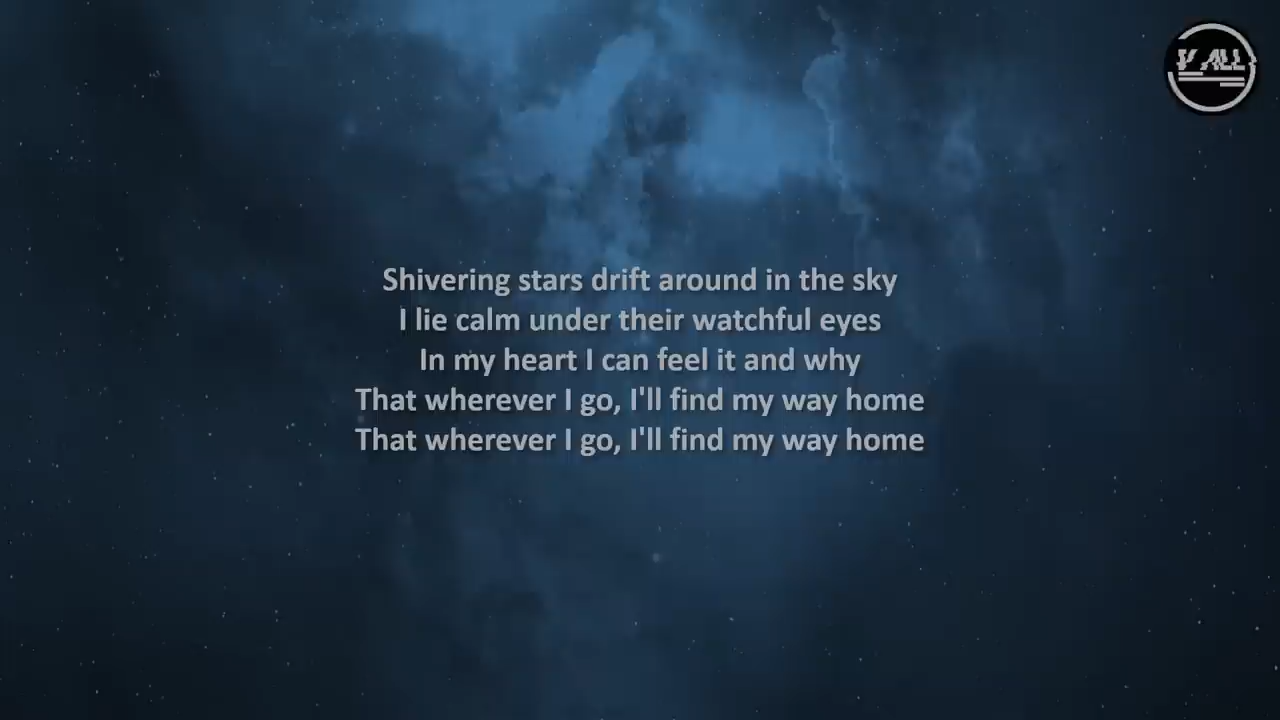 V ALL
Shivering stars drift around in the sky
I lie calm under their watchful eyes
In my heart I can feel it and why
That wherever I go, I'll find my way home
That wherever I go, I'll find my way home